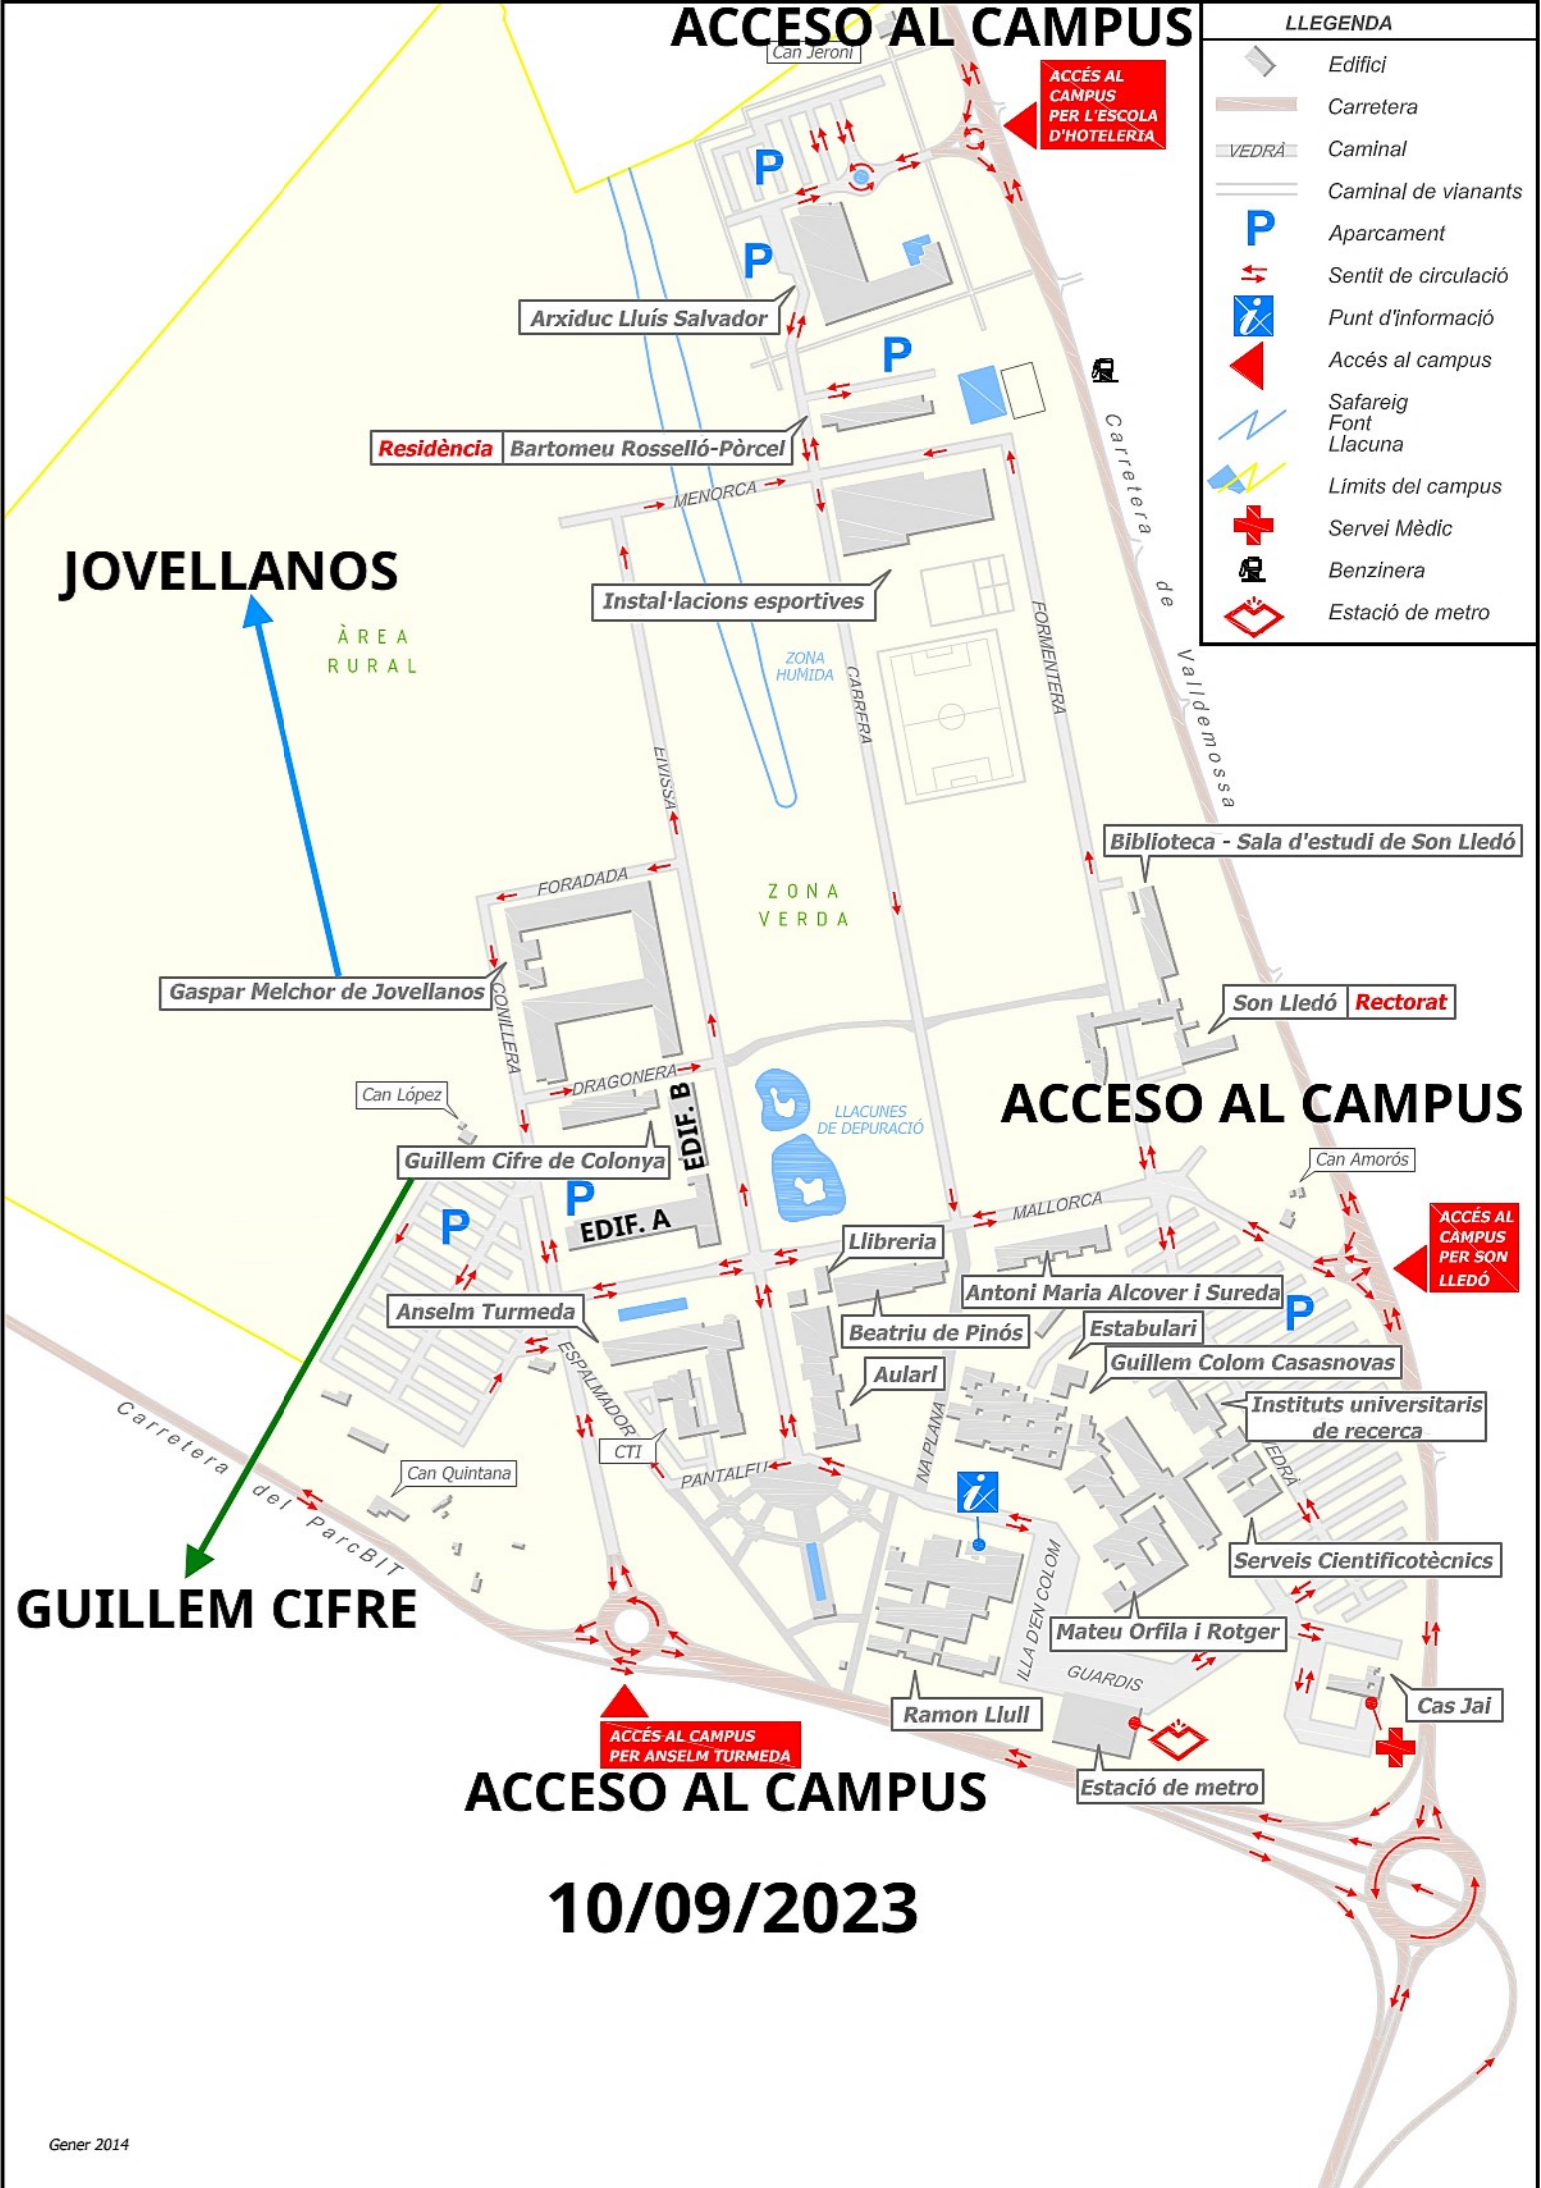 ACCESO AL CAMPUS
Can Jeroni
ACCÉS AL
CAMPUS
PER L'ESCOLA
D'HOTELERIA
LLEGENDA
Edifici
Carretera
VEDRÀ
Caminal
Caminal de vianants
P
Aparcament
Sentit de circulació
i
Punt d'informació
Accés al campus
Safareig
Font
Llacuna
Límits del campus
Servei Mèdic
Benzinera
Estació de metro
P
P
Arxiduc Lluís Salvador
P
Residència
Bartomeu Rosselló-Pòrcel
MENORCA
Carretera de Valldemossa
JOVELLANOS
ÀREA
RURAL
Instal·lacions esportives
ZONA
HUMIDA
CABRERA
FORMENTERA
EIVISSA
Biblioteca - Sala d'estudi de Son Lledó
FORADADA
ZONA
VERDA
Gaspar Melchor de Jovellanos
CONILLERA
Son Lledó
Rectorat
DRAGONERA
Can López
EDIF. B
LLACUNES
DE DEPURACIÓ
ACCESO AL CAMPUS
Guillem Cifre de Colonya
Can Amorós
P
P
EDIF. A
MALLORCA
ACCÉS AL
CAMPUS
PER SON
LLEDÓ
Llibreria
Antoni Maria Alcover i Sureda
P
Anselm Turmeda
Beatriu de Pinós
Estabulari
Guillem Colom Casasnovas
Aularl
ESPALMADOR
Instituts universitaris
de recerca
CTI
NA PLANA
VEDRÀ
PANTALEU
Carretera del ParcBIT
Can Quintana
i
Serveis Cientificotècnics
ILLA D'EN COLOM
GUILLEM CIFRE
Mateu Orfila i Rotger
GUARDIS
Ramon Llull
Cas Jai
ACCÉS AL CAMPUS
PER ANSELM TURMEDA
Estació de metro
ACCESO AL CAMPUS
10/09/2023
Gener 2014